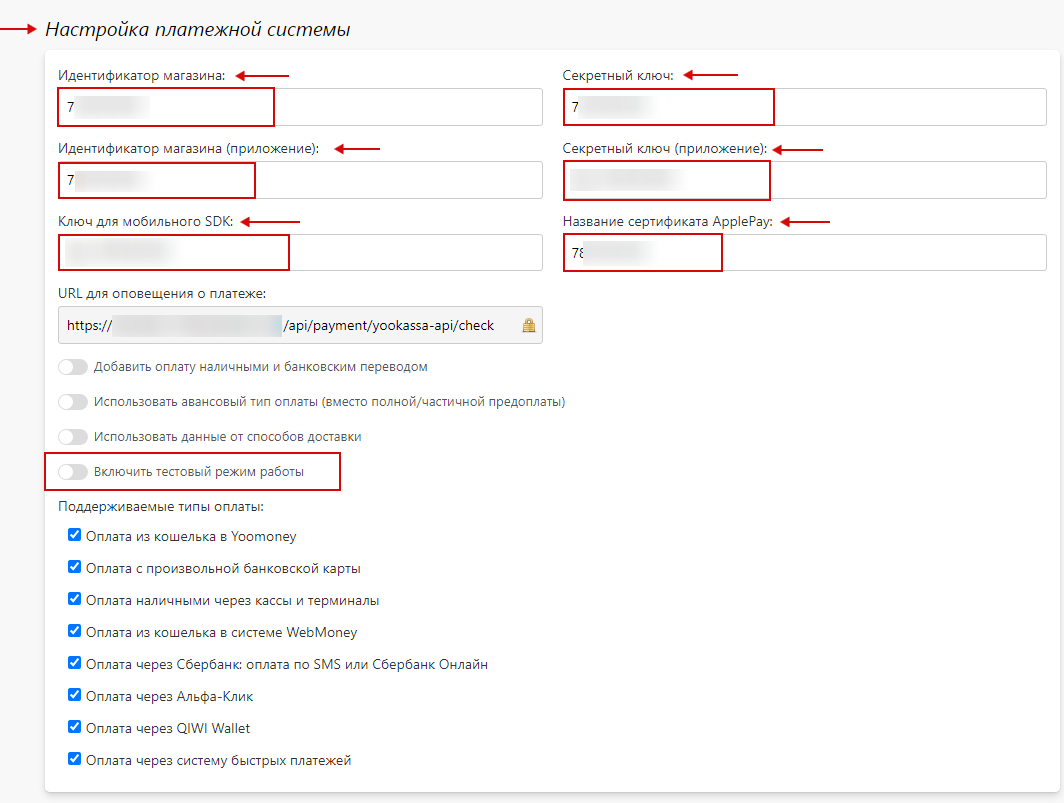 Настройка платежной системы
Идентификатор магазина:
Секретный ключ:
7
7
Идентификатор магазина (приложение):
Секретный ключ (приложение):
7
Ключ для мобильного SDK:
Название сертификата ApplePay:
78
URL для оповещения о платеже:
https:// /api/payment/yookassa-api/check
Добавить оплату наличными и банковским переводом
Использовать авансовый тип оплаты (вместо полной/частичной предоплаты)
Использовать данные от способов доставки
Включить тестовый режим работы
Поддерживаемые типы оплаты:
Оплата из кошелька в Yoomoney
Оплата с произвольной банковской карты
Оплата наличными через кассы и терминалы
Оплата из кошелька в системе WebMoney
Оплата через Сбербанк: оплата по SMS или Сбербанк Онлайн
Оплата через Альфа-Клик
Оплата через QIWI Wallet
Оплата через систему быстрых платежей